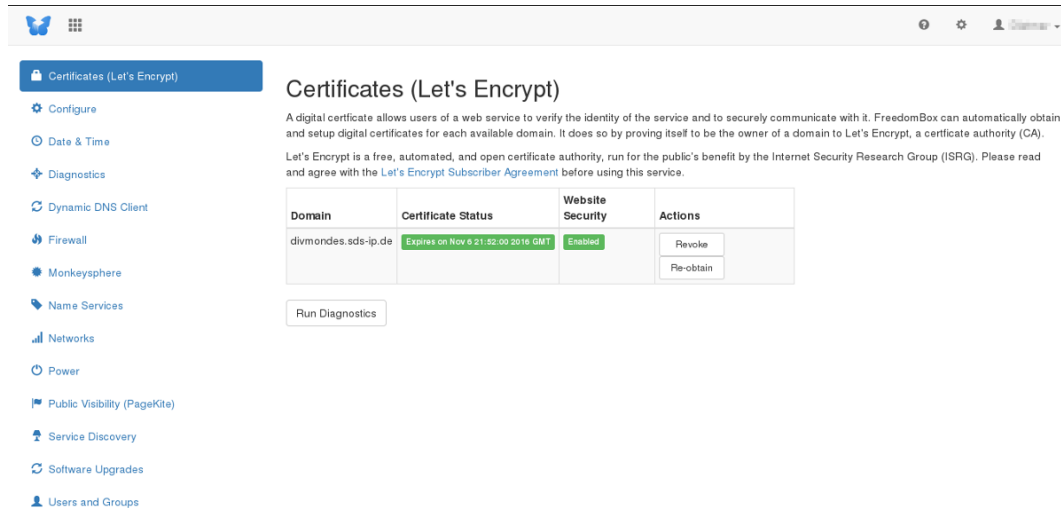 Certificates (Let's Encrypt)
Configure
Date & Time
Diagnostics
Dynamic DNS Client
Firewall
Monkeysphere
Name Services
Networks
Power
Public Visibility (PageKite)
Service Discovery
Software Upgrades
Users and Groups
Certificates (Let's Encrypt)
A digital certficate allows users of a web service to verify the identity of the service and to securely communicate with it. FreedomBox can automatically obtain
and setup digital certificates for each available domain. It does so by proving itself to be the owner of a domain to Let's Encrypt, a certficate authority (CA).
Let's Encrypt is a free, automated, and open certificate authority, run for the public's benefit by the Internet Security Research Group (ISRG). Please read
and agree with the Let's Encrypt Subscriber Agreement before using this service.
Domain Certificate Status Website Security Actions
divmondes.sds-ip.de Expires on Nov 6 21:52:00 2016 GMT Enabled Revoke
Re-obtain
Run Diagnostics